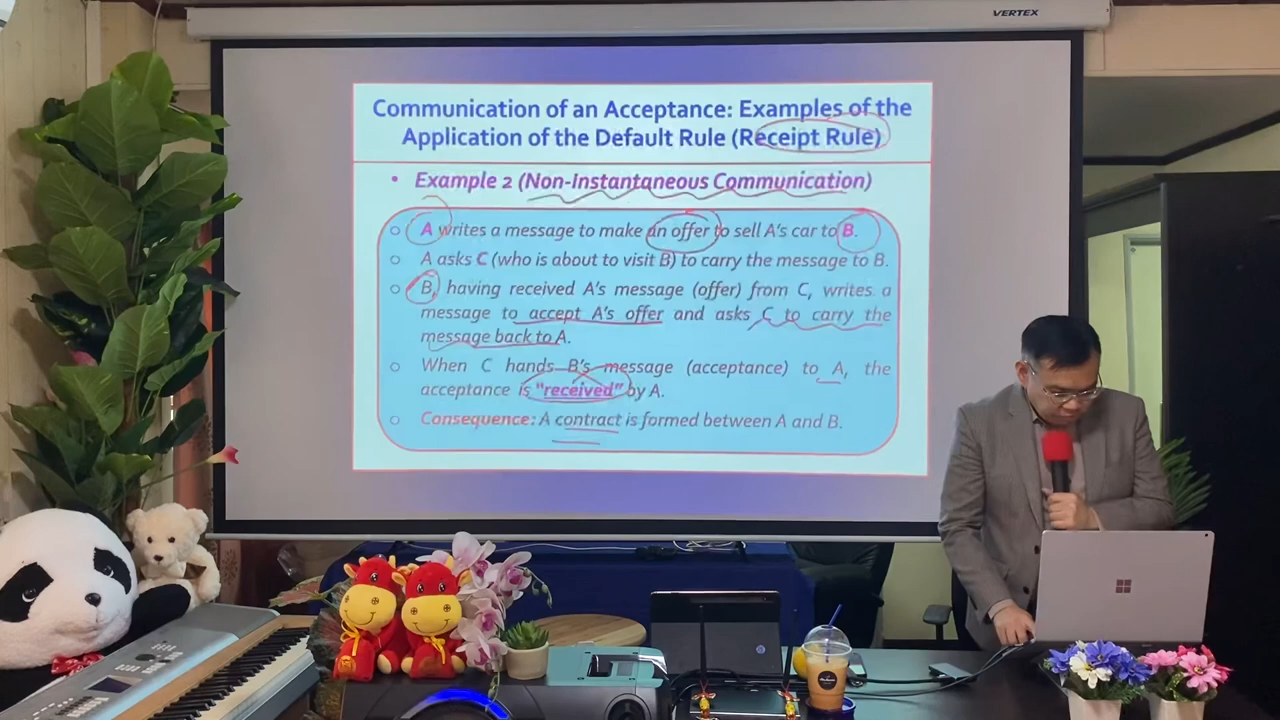 VERTEX
Communication of an Acceptance: Examples of the
Application of the Default Rule (Receipt Rule)
• Example 2 (Non-Instantaneous Communication)
○ A writes a message to make an offer to sell A's car to B.
○ A asks C (who is about to visit B) to carry the message to B.
○ B, having received A's message (offer) from C, writes a
message to accept A's offer and asks C to carry the
message back to A.
○ When C hands B's message (acceptance) to A, the
acceptance is "received" by A.
○ Consequence: A contract is formed between A and B.